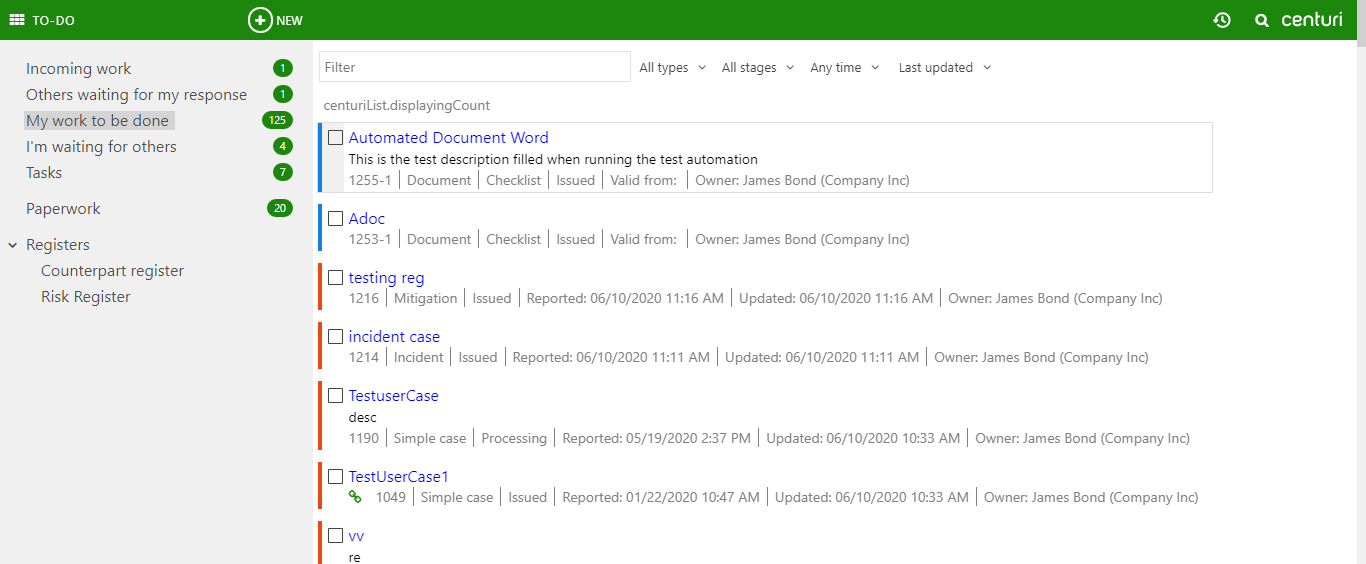 TO-DO NEW centuri
Incoming work 1
Others waiting for my response 1
My work to be done 125
I'm waiting for others 4
Tasks 7
Paperwork 20
Registers
Counterpart register
Risk Register
Filter All types All stages Any time Last updated
centuriList.displayingCount
Automated Document Word
This is the test description filled when running the test automation
1255-1 Document Checklist Issued Valid from: Owner: James Bond (Company Inc)
Adoc
1253-1 Document Checklist Issued Valid from: Owner: James Bond (Company Inc)
testing reg
1216 Mitigation Issued Reported: 06/10/2020 11:16 AM Updated: 06/10/2020 11:16 AM Owner: James Bond (Company Inc)
incident case
1214 Incident Issued Reported: 06/10/2020 11:11 AM Updated: 06/10/2020 11:11 AM Owner: James Bond (Company Inc)
TestuserCase
desc
1190 Simple case Processing Reported: 05/19/2020 2:37 PM Updated: 06/10/2020 10:33 AM Owner: James Bond (Company Inc)
TestUserCase1
1049 Simple case Issued Reported: 01/22/2020 10:47 AM Updated: 06/10/2020 10:33 AM Owner: James Bond (Company Inc)
vv
re